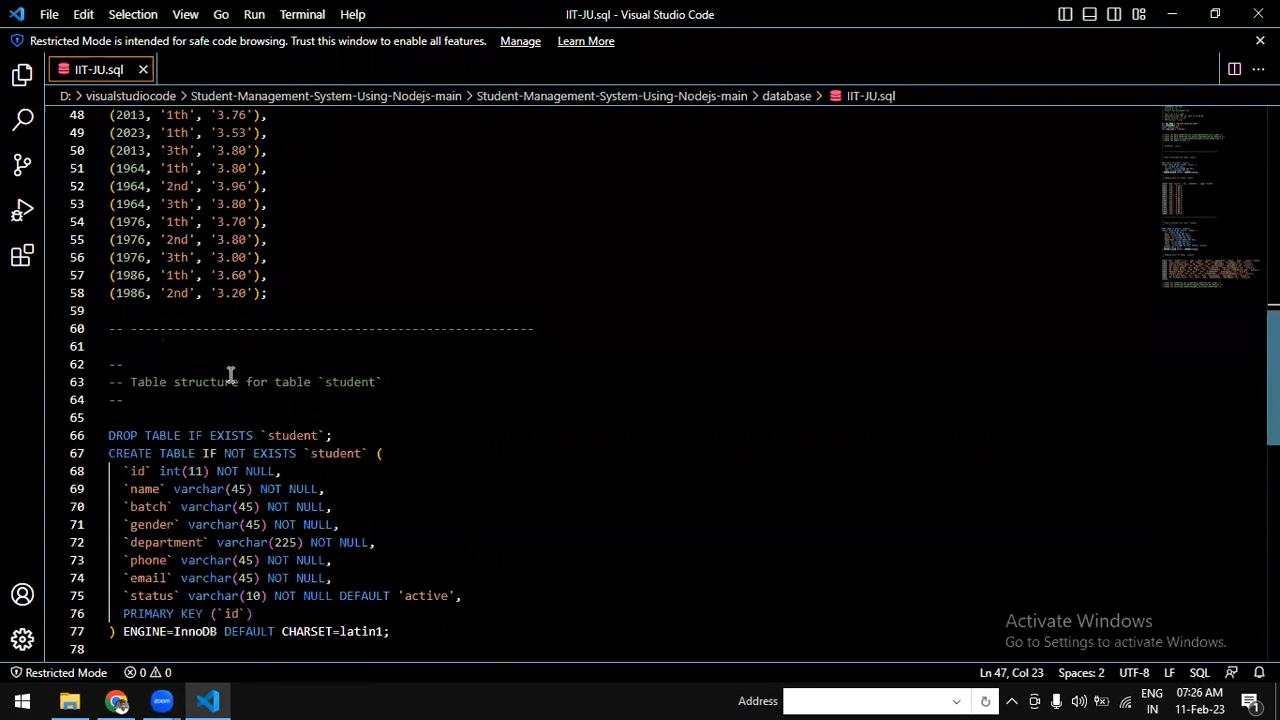 File Edit Selection View Go Run Terminal Help
IIT-JU.sql - Visual Studio Code
Restricted Mode is intended for safe code browsing. Trust this window to enable all features. Manage Learn More
IIT-JU.sql
D: > visualstudiocode > Student-Management-System-Using-Nodejs-main > Student-Management-System-Using-Nodejs-main > database > IIT-JU.sql
48 (2013, '1th', '3.76'),
49 (2023, '1th', '3.53'),
50 (2013, '3th', '3.80'),
51 (1964, '1th', '3.80'),
52 (1964, '2nd', '3.96'),
53 (1964, '3th', '3.80'),
54 (1976, '1th', '3.70'),
55 (1976, '2nd', '3.80'),
56 (1976, '3th', '3.00'),
57 (1986, '1th', '3.60'),
58 (1986, '2nd', '3.20');
59
60 -- --------------------------------------------------------
61
62 --
63 -- Table structure for table `student`
64 --
65
66 DROP TABLE IF EXISTS `student`;
67 CREATE TABLE IF NOT EXISTS `student` (
68 `id` int(11) NOT NULL,
69 `name` varchar(45) NOT NULL,
70 `batch` varchar(45) NOT NULL,
71 `gender` varchar(45) NOT NULL,
72 `department` varchar(225) NOT NULL,
73 `phone` varchar(45) NOT NULL,
74 `email` varchar(45) NOT NULL,
75 `status` varchar(10) NOT NULL DEFAULT 'active',
76 PRIMARY KEY (`id`)
77 ) ENGINE=InnoDB DEFAULT CHARSET=latin1;
78
Activate Windows
Go to Settings to activate Windows.
Restricted Mode 0 0 Ln 47, Col 23 Spaces: 2 UTF-8 LF SQL
zoom Address ENG IN 07:26 AM 11-Feb-23 1